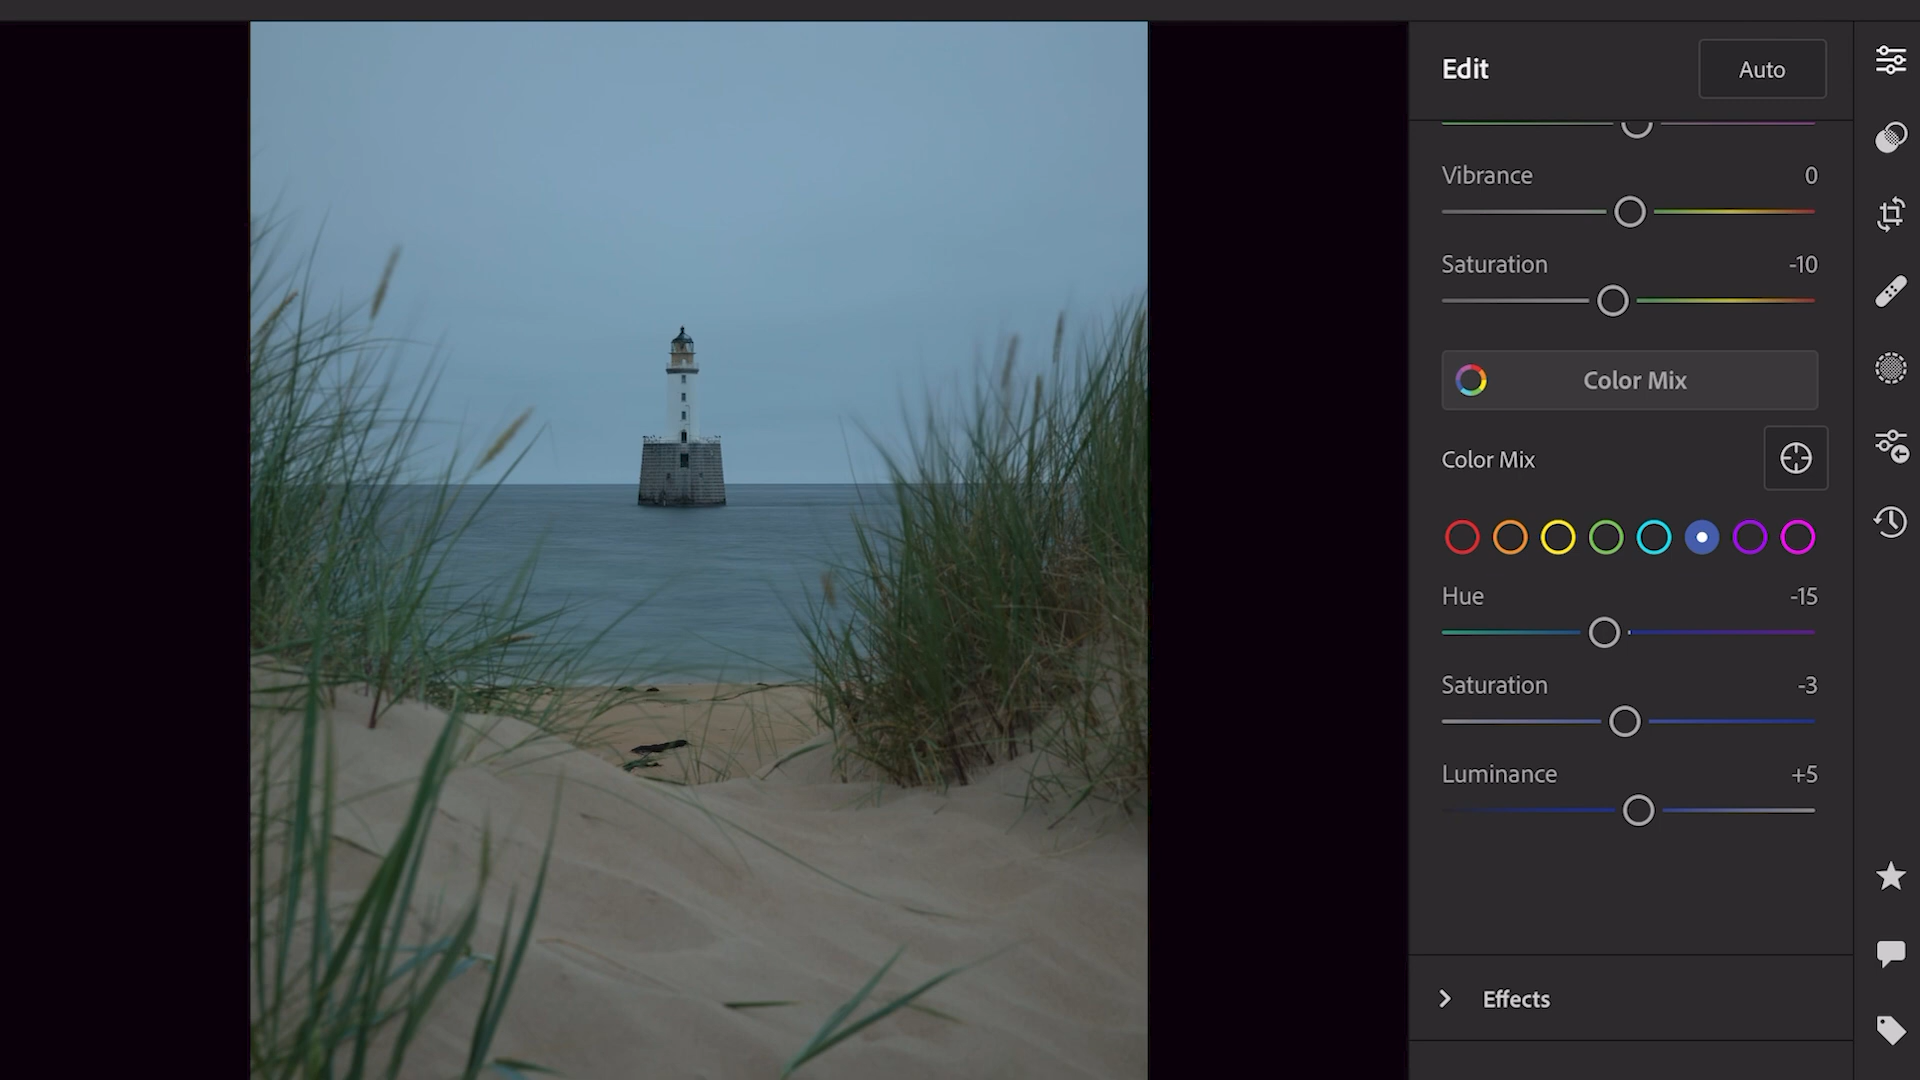 Edit
Auto
Vibrance 0
Saturation -10
Color Mix
Color Mix
Hue -15
Saturation -3
Luminance +5
Effects